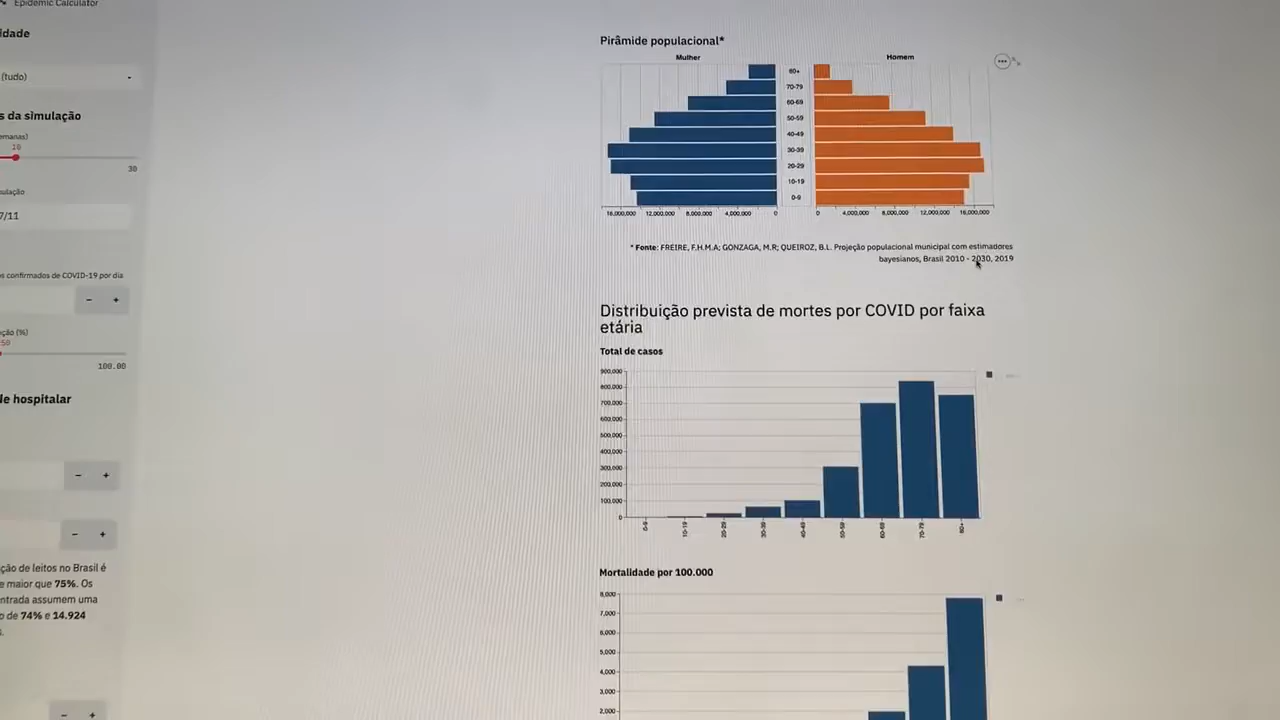 Epidemic Calculator
idade
(tudo)
s da simulação
emanas)
10
30
ulação
7/11
s confirmados de COVID-19 por dia
− +
ção (%)
50
100.00
de hospitalar
− +
− +
ção de leitos no Brasil é
e maior que 75%. Os
entrada assumem uma
o de 74% e 14.924
s.
− +
Pirâmide populacional*
Mulher
Homem
80+
70-79
60-69
50-59
40-49
30-39
20-29
10-19
0-9
16,000,000 12,000,000 8,000,000 4,000,000 0
0 4,000,000 8,000,000 12,000,000 16,000,000
* Fonte: FREIRE, F.H.M.A; GONZAGA, M.R; QUEIROZ, B.L. Projeção populacional municipal com estimadores
bayesianos, Brasil 2010 - 2030, 2019
Distribuição prevista de mortes por COVID por faixa
etária
Total de casos
900,000
800,000
700,000
600,000
500,000
400,000
300,000
200,000
100,000
0
0-9 10-19 20-29 30-39 40-49 50-59 60-69 70-79 80+
Mortalidade por 100.000
8,000
7,000
6,000
5,000
4,000
3,000
2,000